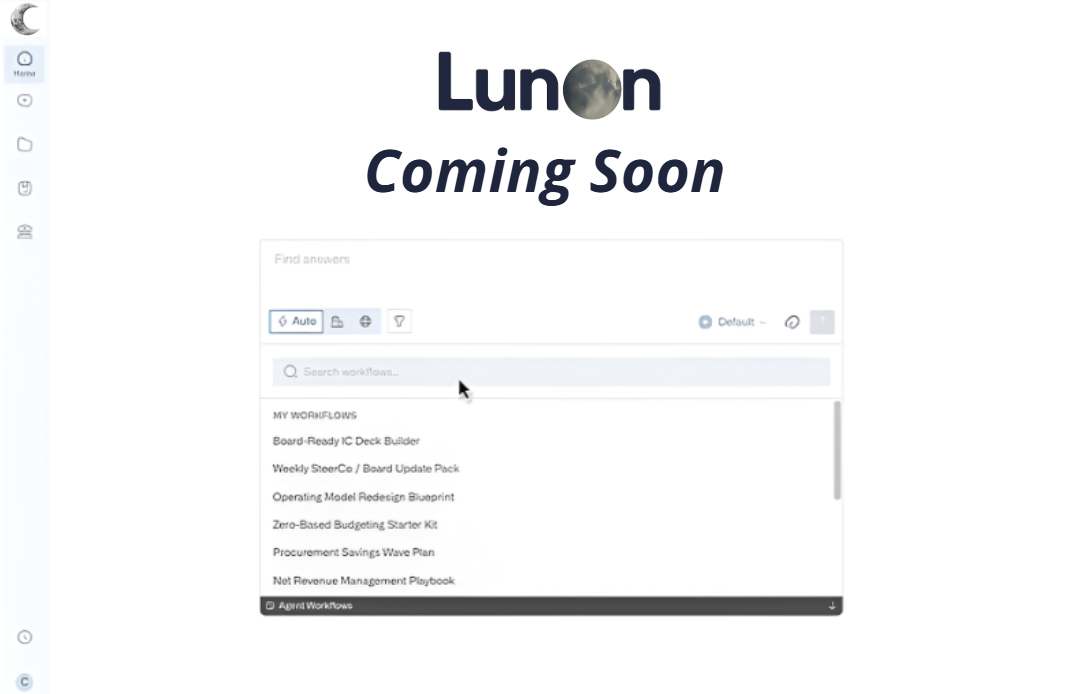 Home
Lunon
Coming Soon
Find answers
Auto
Default
Search workflows...
MY WORKFLOWS
Board-Ready IC Deck Builder
Weekly SteerCo / Board Update Pack
Operating Model Redesign Blueprint
Zero-Based Budgeting Starter Kit
Procurement Savings Wave Plan
Net Revenue Management Playbook
Agent Workflows
C